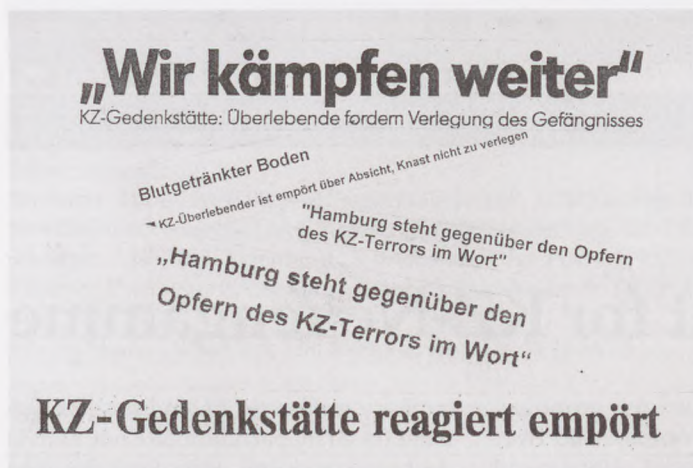 „Wir kämpfen weiter“
KZ-Gedenkstätte: Überlebende fordern Verlegung des Gefängnisses
Blutgetränkter Boden
◄ KZ-Überlebender ist empört über Absicht, Knast nicht zu verlegen
"Hamburg steht gegenüber den Opfern
des KZ-Terrors im Wort"
„Hamburg steht gegenüber den
Opfern des KZ-Terrors im Wort“
KZ-Gedenkstätte reagiert empört